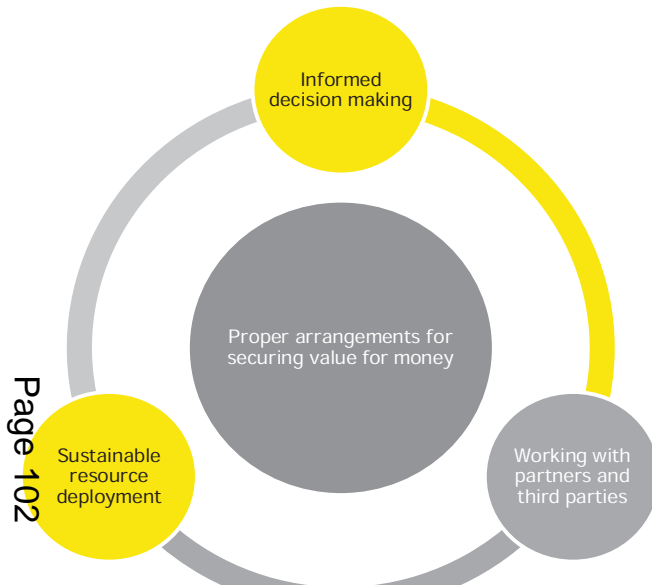 Informed
decision making
Proper arrangements for
securing value for money
Sustainable
resource
deployment
Working with
partners and
third parties
Page 102